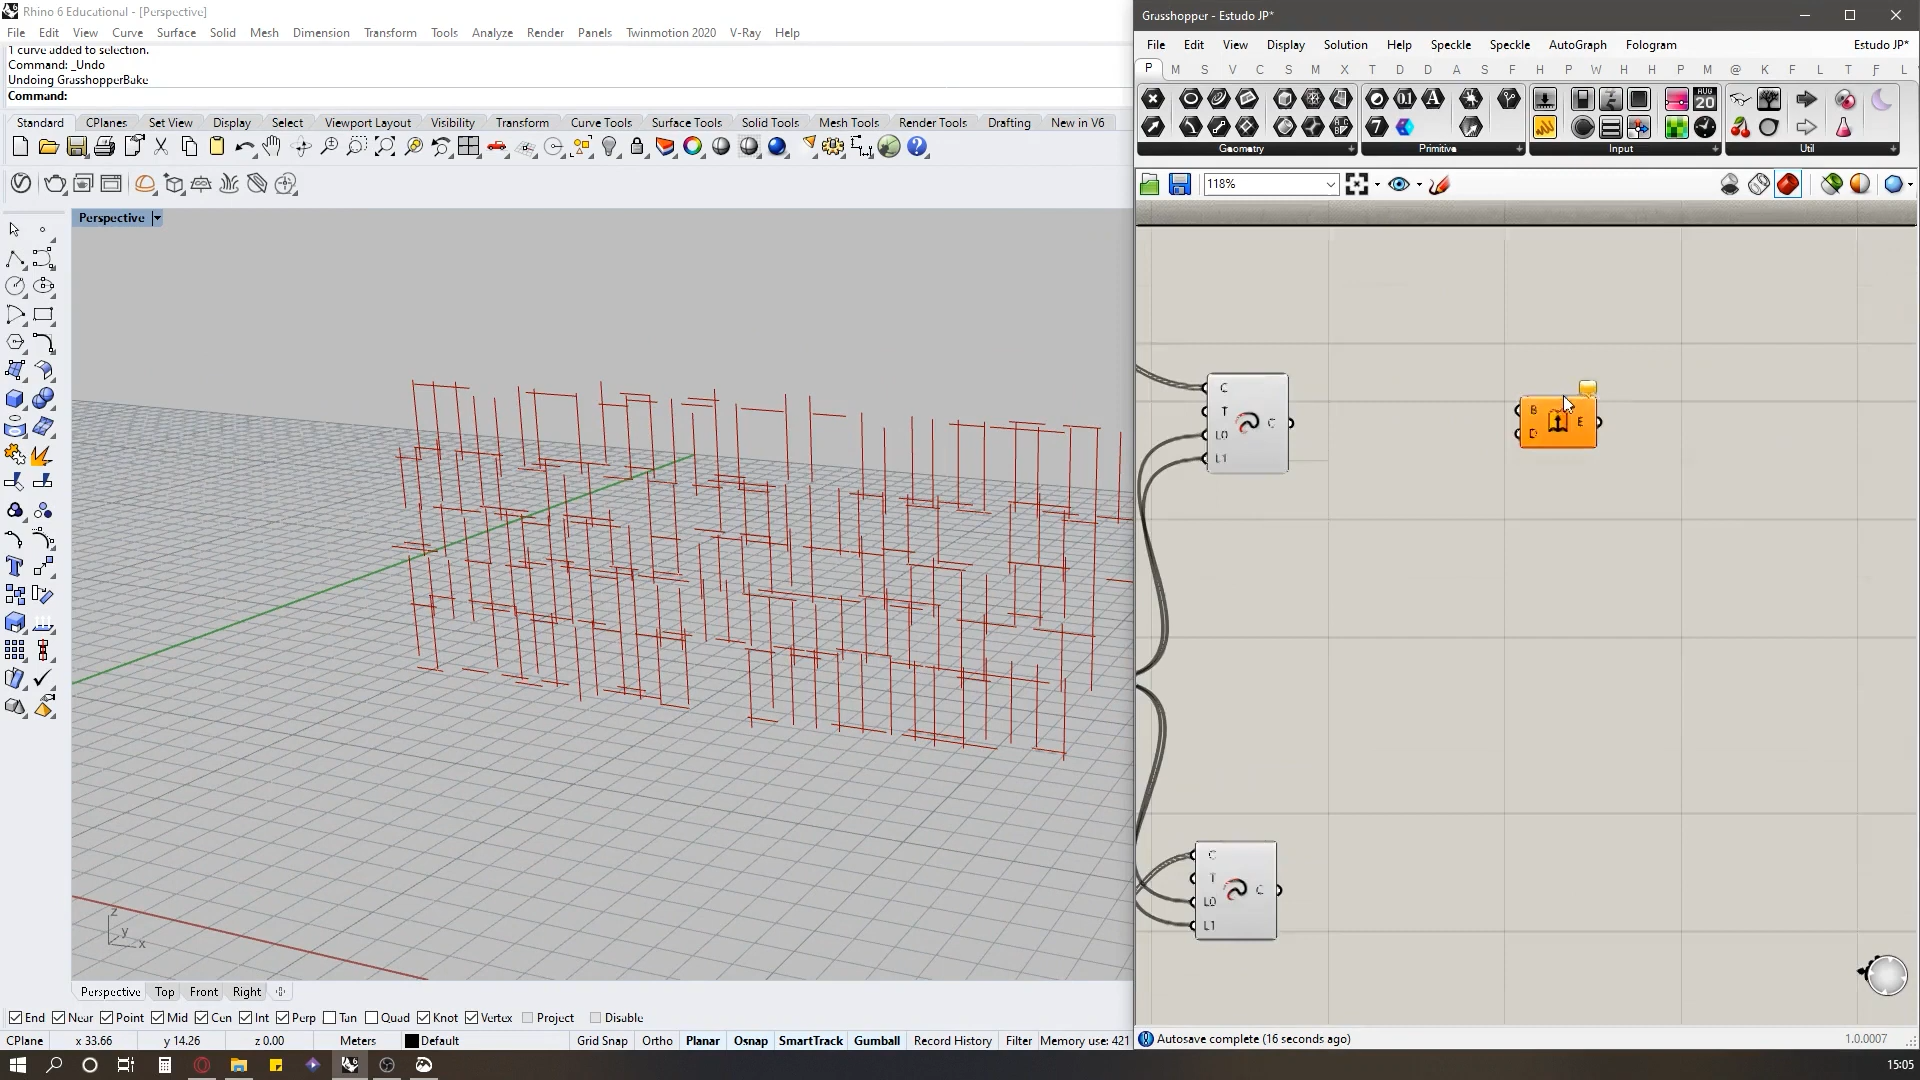 Rhino 6 Educational - [Perspective]
File Edit View Curve Surface Solid Mesh Dimension Transform Tools Analyze Render Panels Twinmotion 2020 V-Ray Help
1 curve added to selection.
Command: _Undo
Undoing GrasshopperBake
Command:
Standard CPlanes Set View Display Select Viewport Layout Visibility Transform Curve Tools Surface Tools Solid Tools Mesh Tools Render Tools Drafting New in V6
Perspective
z
y
x
Perspective Top Front Right
End Near Point Mid Cen Int Perp Tan Quad Knot Vertex Project Disable
CPlane x 33.66 y 14.26 z 0.00 Meters Default Grid Snap Ortho Planar Osnap SmartTrack Gumball Record History Filter Memory use: 421
Grasshopper - Estudo JP*
File Edit View Display Solution Help Speckle Speckle AutoGraph Fologram Estudo JP*
P M S V C S M X T D D A S F H P W H H P M @ K F L T F L
AUG
20
Geometry Primitive Input Util
118%
C
T
L0
L1
C
B
D
E
C
T
L0
L1
C
Autosave complete (16 seconds ago) 1.0.0007
15:05